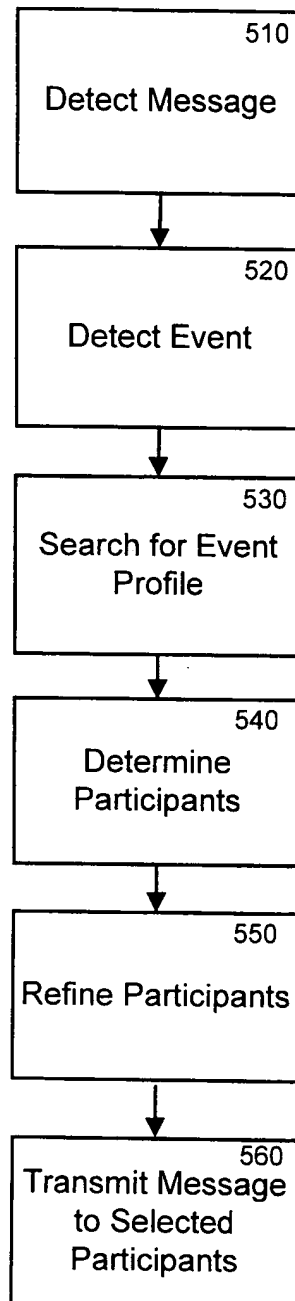 510
Detect Message
520
Detect Event
530
Search for Event
Profile
540
Determine
Participants
550
Refine Participants
560
Transmit Message
to Selected
Participants